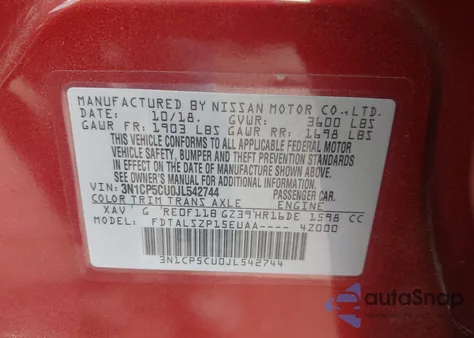 MANUFACTURED BY NISSAN MOTOR CO.,LTD.
DATE: 10/18. GVWR: 3600 LBS
GAWR FR: 1903 LBS GAWR RR: 1698 LBS
THIS VEHICLE CONFORMS TO ALL APPLICABLE FEDERAL MOTOR
VEHICLE SAFETY, BUMPER AND THEFT PREVENTION STANDARDS
IN EFFECT ON THE DATE OF MANUFACTURE SHOWN ABOVE.
SEE OWNER'S MANUAL FOR ADDITIONAL INFORMATION
VIN: 3N1CP5CU0JL542744 PASSENGER CAR
COLOR TRIM TRANS AXLE ENGINE
XAV G RE0F11B GZ39 HR16DE 1598 CC
MODEL: FDTALSZP15EUAA---- 4Z000
3N1CP5CU0JL542744
autoSnap